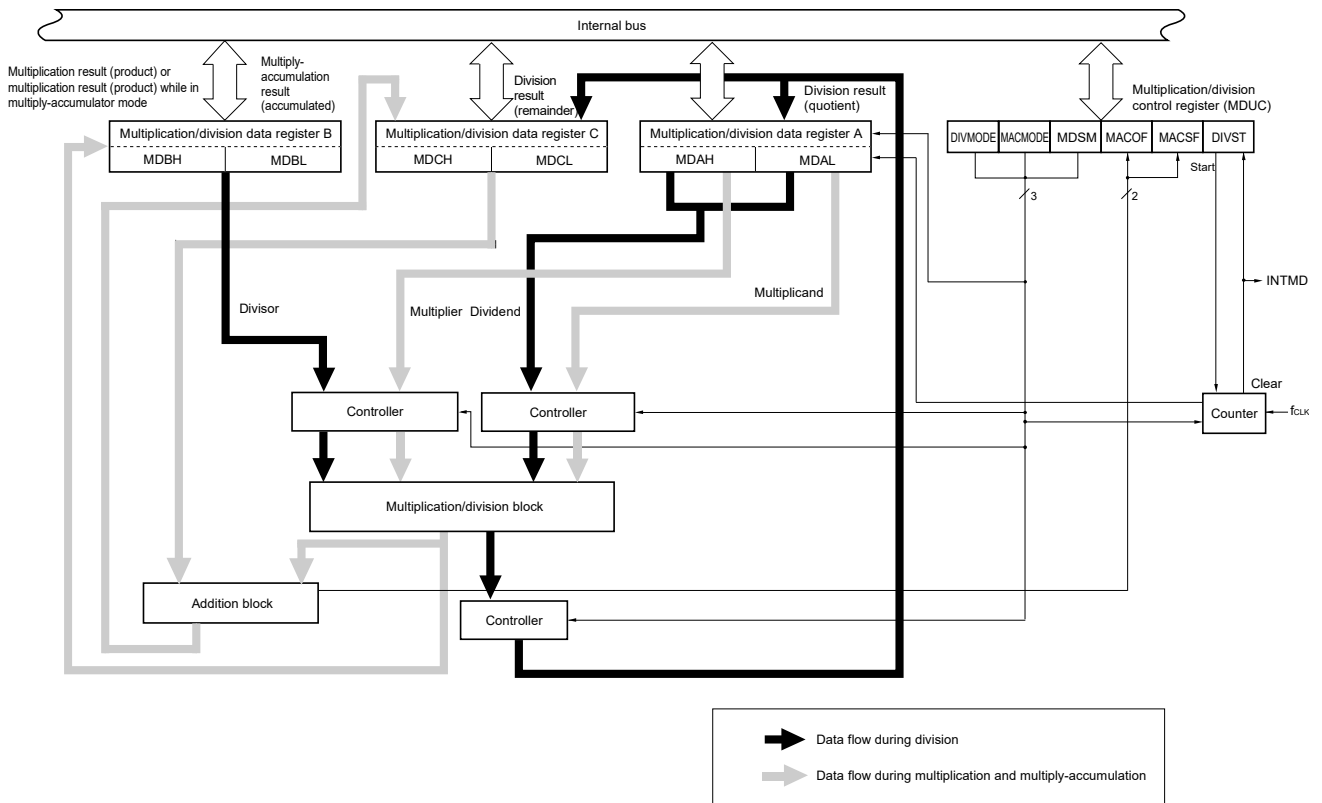 Internal bus
Multiplication result (product) or
multiplication result (product) while in
multiply-accumulator mode
Multiply-
accumulation
result
(accumulated)
Division
result
(remainder)
Division result
(quotient)
Multiplication/division
control register (MDUC)
Multiplication/division data register B
MDBH
MDBL
Multiplication/division data register C
MDCH
MDCL
Multiplication/division data register A
MDAH
MDAL
DIVMODE
MACMODE
MDSM
MACOF
MACSF
DIVST
Start
3
2
INTMD
Divisor
Multiplier
Dividend
Multiplicand
Clear
Controller
Controller
Counter
fCLK
Multiplication/division block
Addition block
Controller
Data flow during division
Data flow during multiplication and multiply-accumulation